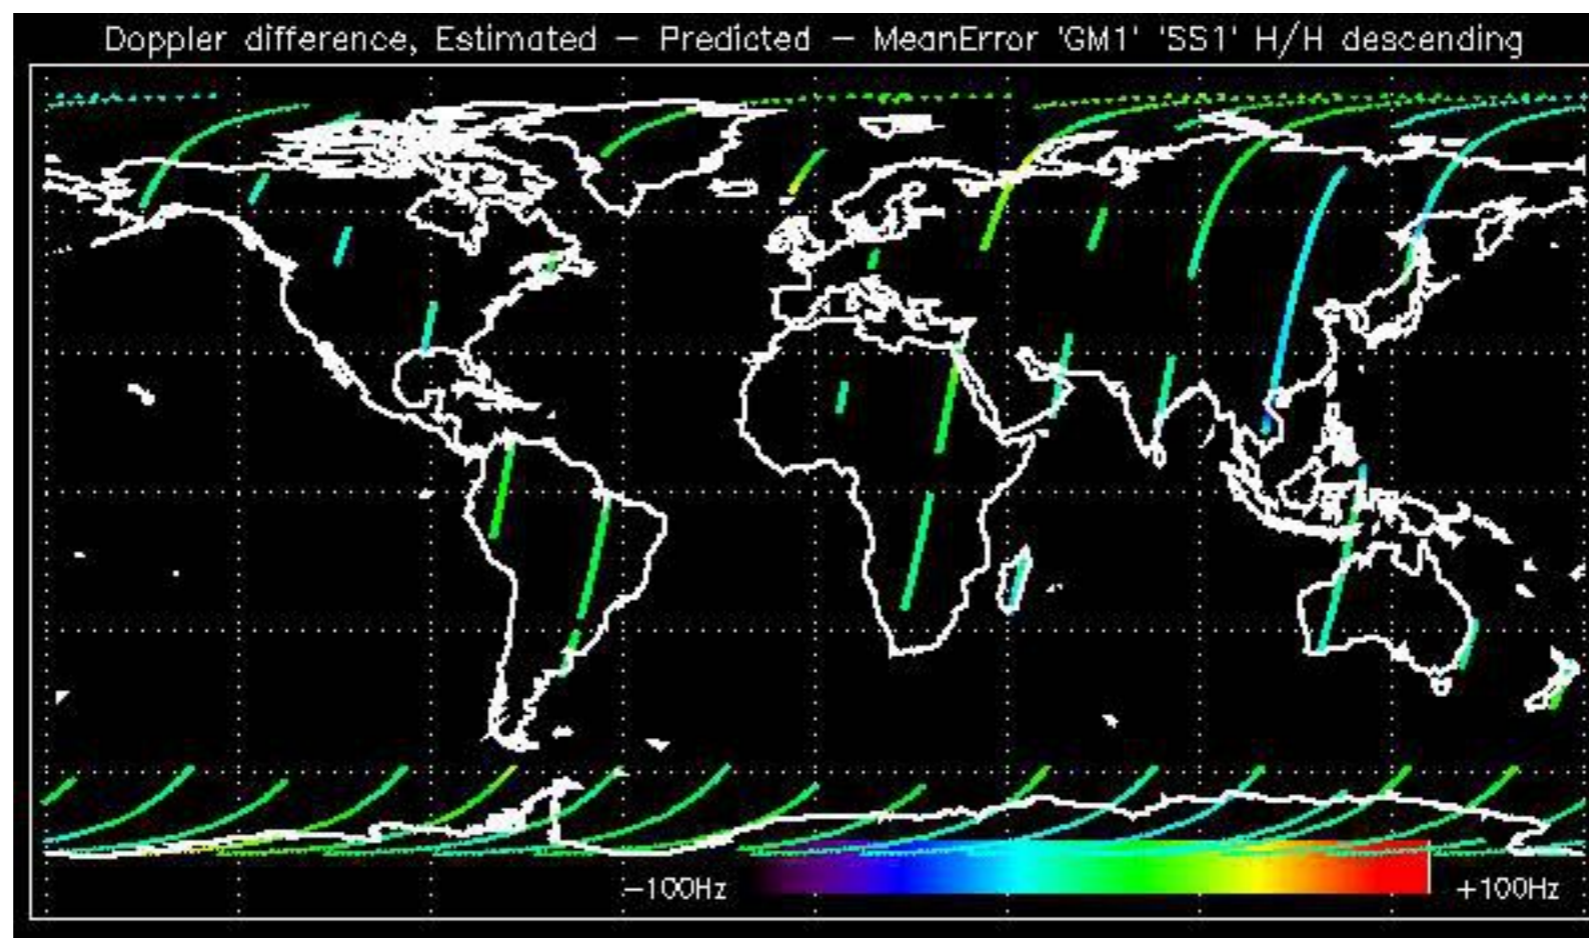 Doppler difference, Estimated – Predicted – MeanError 'GM1' 'SS1' H/H descending
-100Hz
+100Hz